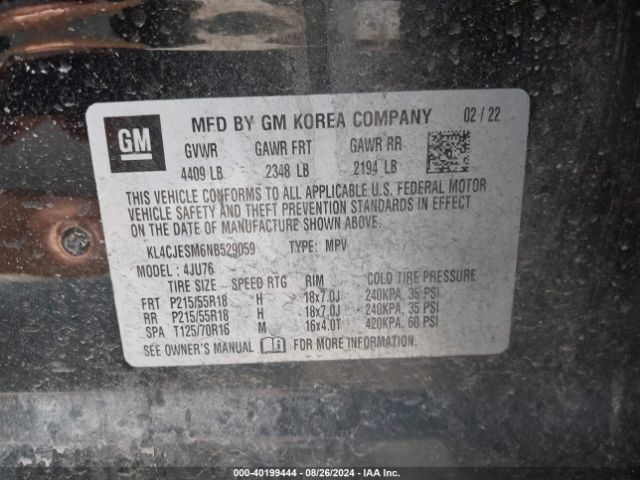 GM
MFD BY GM KOREA COMPANY 02 / 22
GVWR GAWR FRT GAWR RR
4409 LB 2348 LB 2194 LB
THIS VEHICLE CONFORMS TO ALL APPLICABLE U.S. FEDERAL MOTOR
VEHICLE SAFETY AND THEFT PREVENTION STANDARDS IN EFFECT
ON THE DATE OF MANUFACTURE SHOWN ABOVE.
KL4CJESM6NB529059 TYPE: MPV
MODEL : 4JU76
TIRE SIZE SPEED RTG RIM COLD TIRE PRESSURE
FRT P215/55R18 H 18x7.0J 240KPA, 35 PSI
RR P215/55R18 H 18x7.0J 240KPA, 35 PSI
SPA T125/70R16 M 16x4.0T 420KPA, 60 PSI
SEE OWNER'S MANUAL FOR MORE INFORMATION.
000-40199444 - 08/26/2024 - IAA Inc.